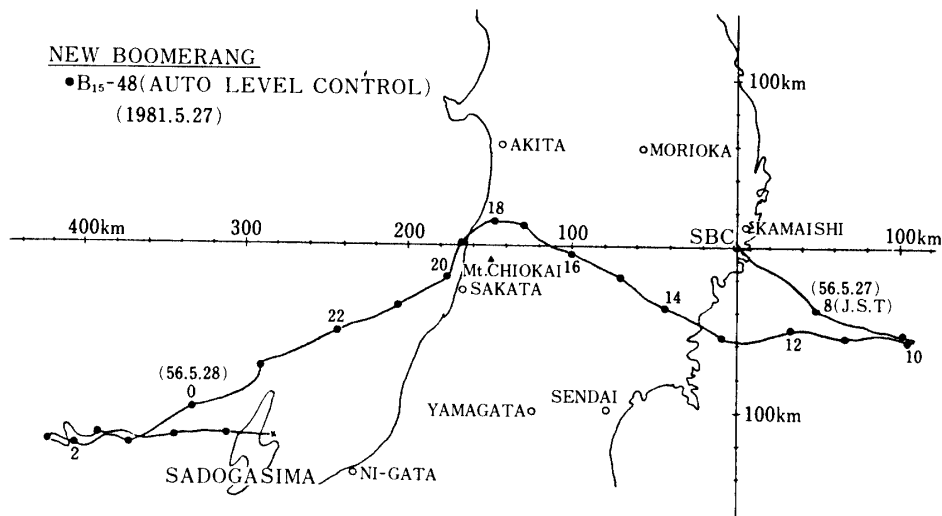 NEW BOOMERANG
●B₁₅-48(AUTO LEVEL CONTROL)
(1981.5.27)
100km
AKITA
MORIOKA
18
400km
300
200
100
SBC
KAMAISHI
100km
20
Mt.CHIOKAI
16
SAKATA
(56.5.27)
8(J.S.T)
22
14
12
10
(56.5.28)
0
YAMAGATA
SENDAI
100km
2
SADOGASIMA
NI-GATA